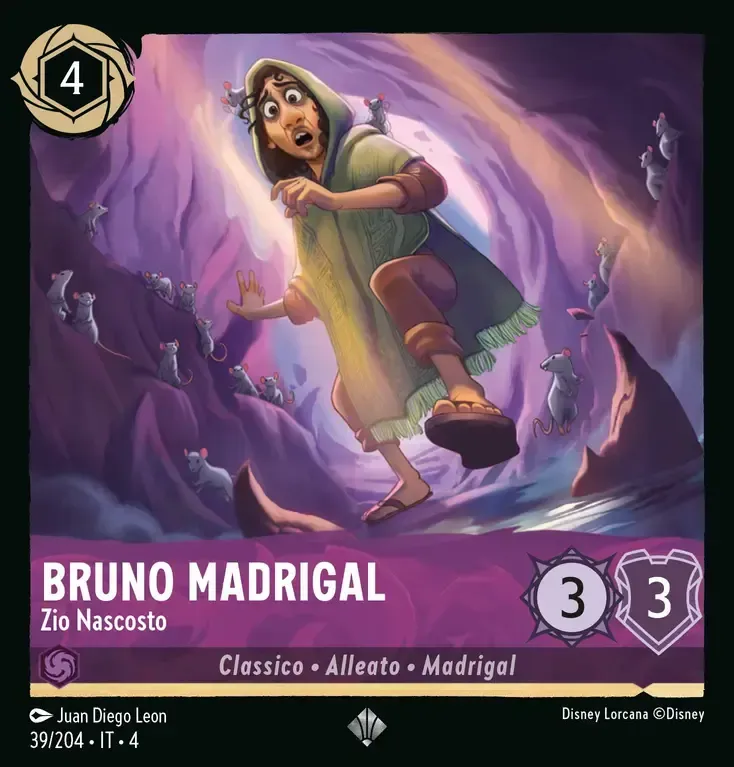 4
BRUNO MADRIGAL
Zio Nascosto
3
3
Classico • Alleato • Madrigal
Juan Diego Leon
Disney Lorcana ©Disney
39/204 • IT • 4